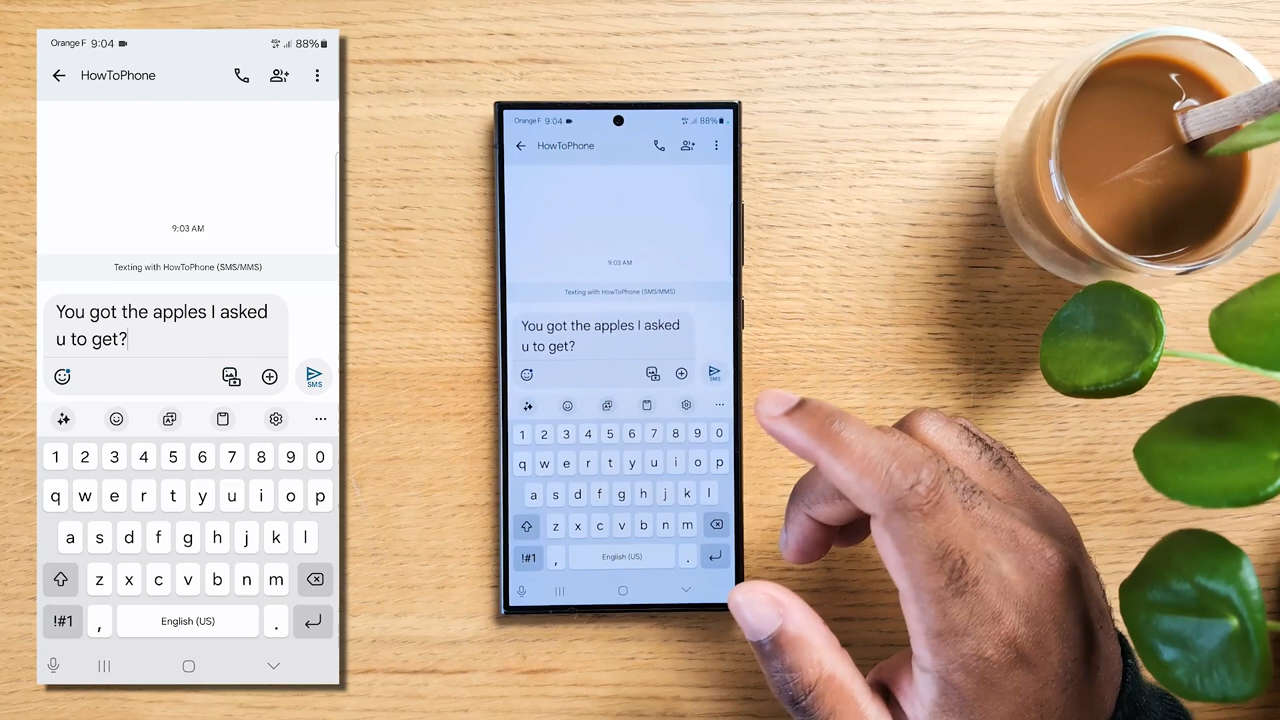 Orange F 9:04 4G+ 88%
HowToPhone
9:03 AM
Texting with HowToPhone (SMS/MMS)
You got the apples I asked
u to get?
SMS
1 2 3 4 5 6 7 8 9 0
q w e r t y u i o p
a s d f g h j k l
z x c v b n m
!#1 , English (US) .
Orange F 9:04 88%
HowToPhone
9:03 AM
Texting with HowToPhone (SMS/MMS)
You got the apples I asked
u to get?
SMS
1 2 3 4 5 6 7 8 9 0
q w e r t y u i o p
a s d f g h j k l
z x c v b n m
!#1 , English (US) .